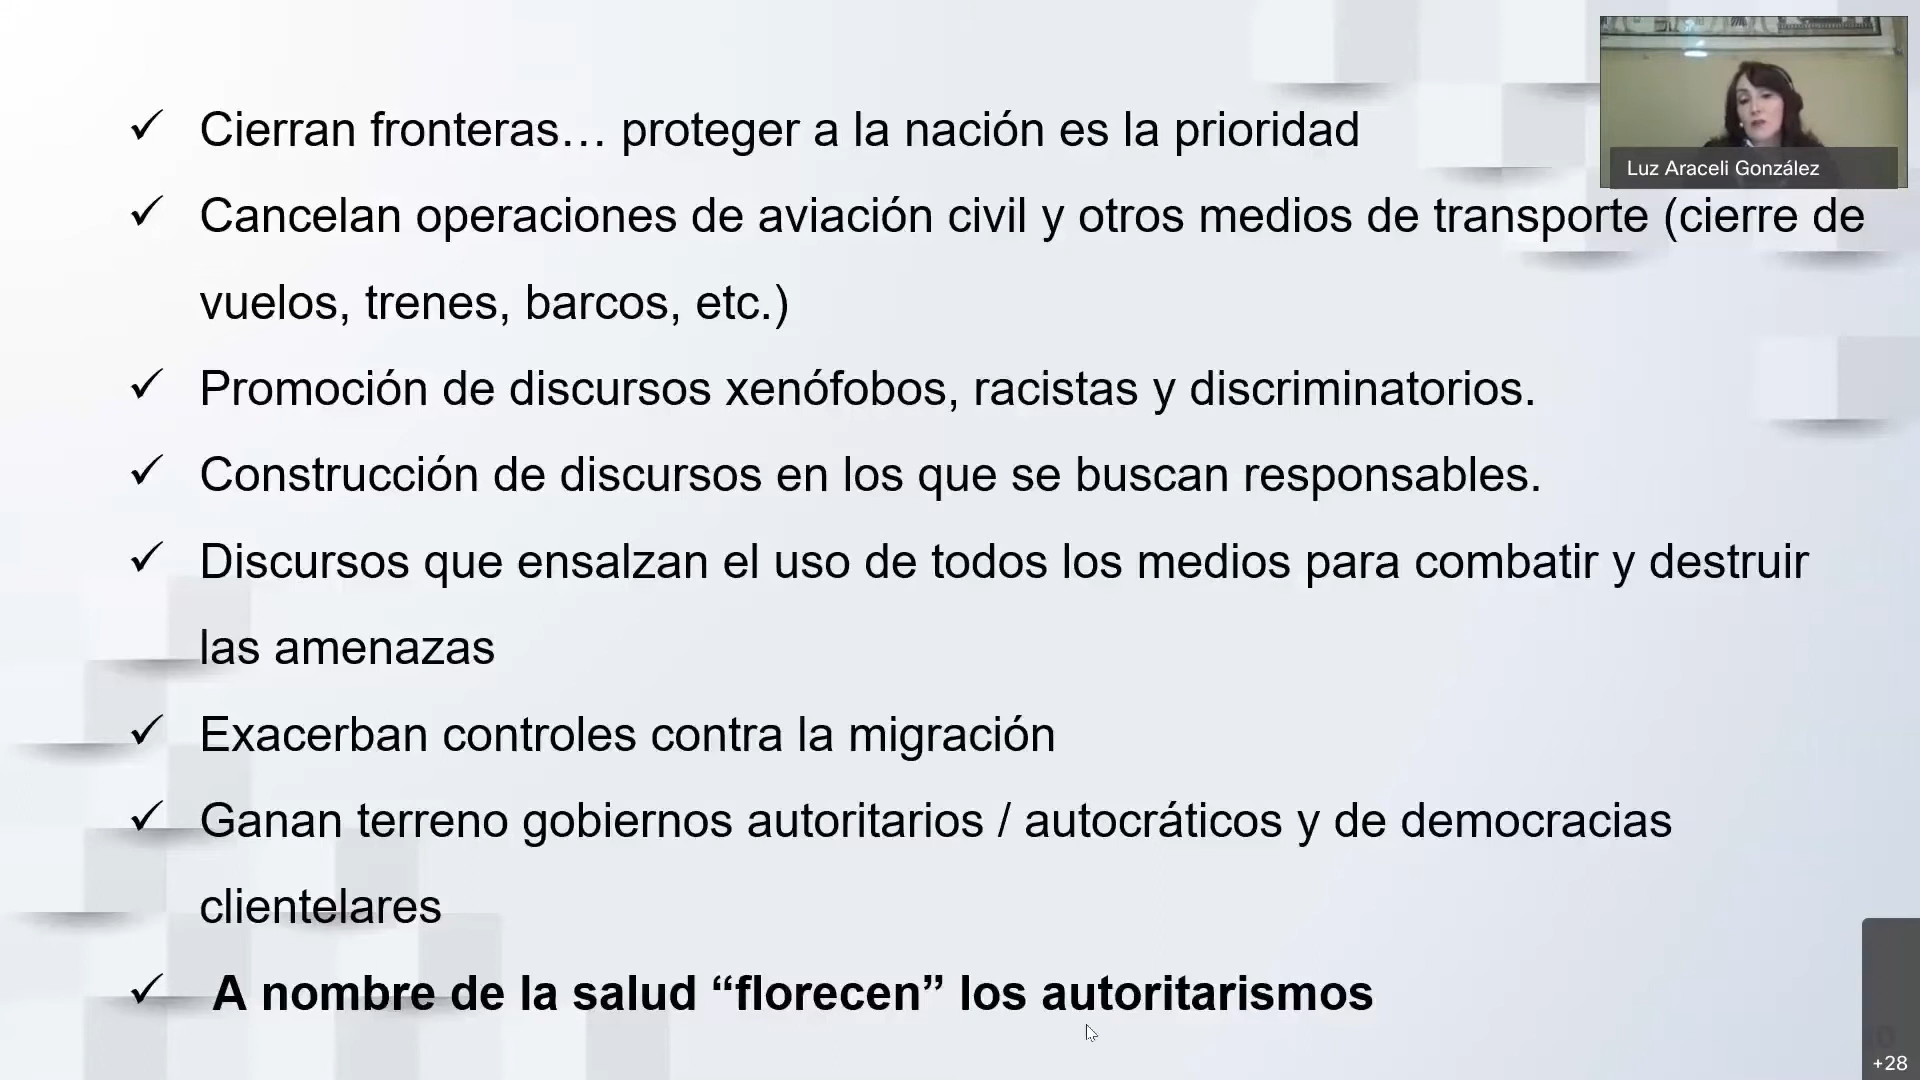 Cierran fronteras… proteger a la nación es la prioridad
Luz Araceli González
Cancelan operaciones de aviación civil y otros medios de transporte (cierre de
vuelos, trenes, barcos, etc.)
Promoción de discursos xenófobos, racistas y discriminatorios.
Construcción de discursos en los que se buscan responsables.
Discursos que ensalzan el uso de todos los medios para combatir y destruir
las amenazas
Exacerban controles contra la migración
Ganan terreno gobiernos autoritarios / autocráticos y de democracias
clientelares
A nombre de la salud “florecen” los autoritarismos
+28